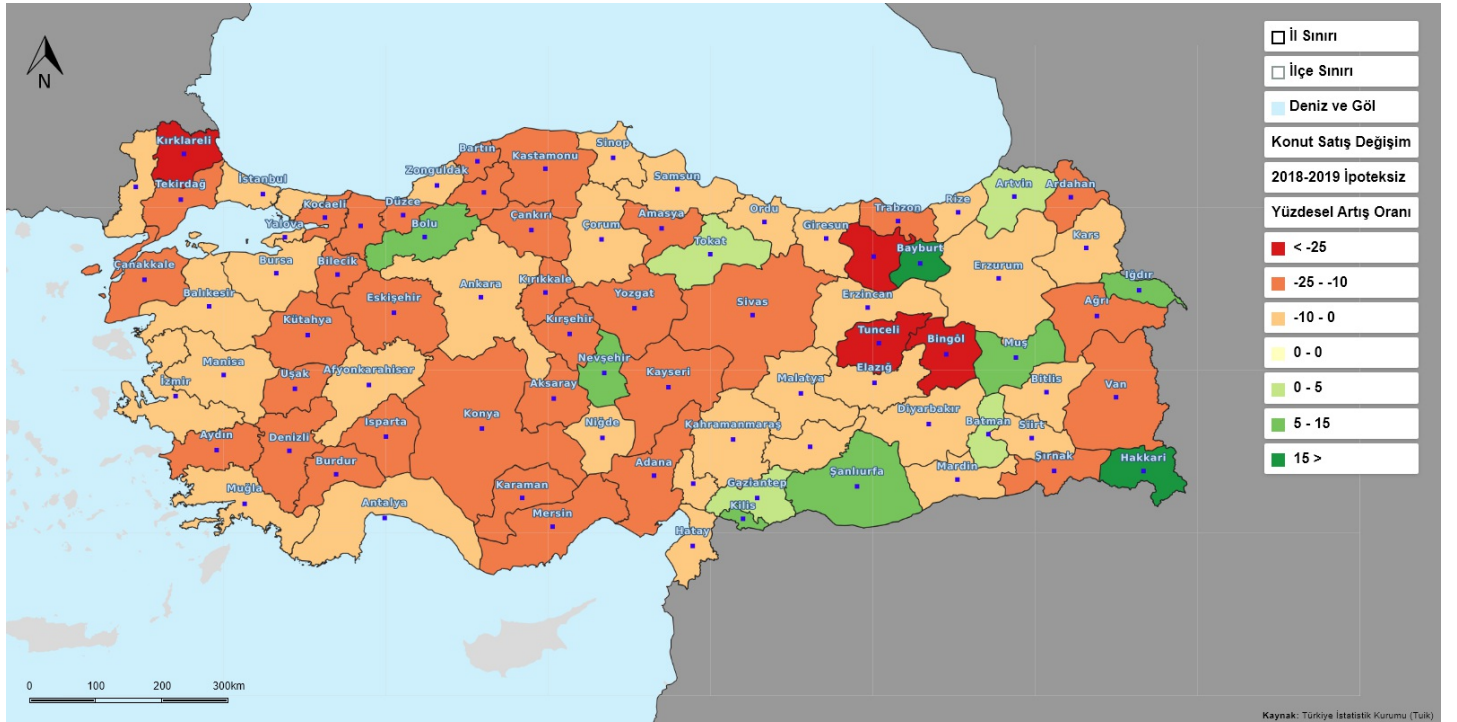 N
İl Sınırı
İlçe Sınırı
Deniz ve Göl
Konut Satış Değişim
2018-2019 İpoteksiz
Yüzdesel Artış Oranı
< -25
-25 - -10
-10 - 0
0 - 0
0 - 5
5 - 15
15 >
Kırklareli
Tekirdağ
İstanbul
Kocaeli
Yalova
Düzce
Bolu
Zonguldak
Bartın
Kastamonu
Sinop
Samsun
Çankırı
Çorum
Amasya
Tokat
Ordu
Giresun
Trabzon
Rize
Artvin
Ardahan
Bayburt
Kars
Erzurum
Iğdır
Ağrı
Çanakkale
Balıkesir
Bursa
Bilecik
Eskişehir
Kütahya
Ankara
Kırıkkale
Kırşehir
Yozgat
Sivas
Erzincan
Tunceli
Bingöl
Muş
Elazığ
Bitlis
Van
Manisa
İzmir
Uşak
Afyonkarahisar
Nevşehir
Aksaray
Kayseri
Malatya
Konya
Isparta
Niğde
Kahramanmaraş
Diyarbakır
Batman
Siirt
Aydın
Denizli
Burdur
Şırnak
Hakkari
Mardin
Şanlıurfa
Gaziantep
Kilis
Adana
Karaman
Mersin
Muğla
Antalya
Hatay
0 100 200 300km
Kaynak: Türkiye İstatistik Kurumu (Tuik)